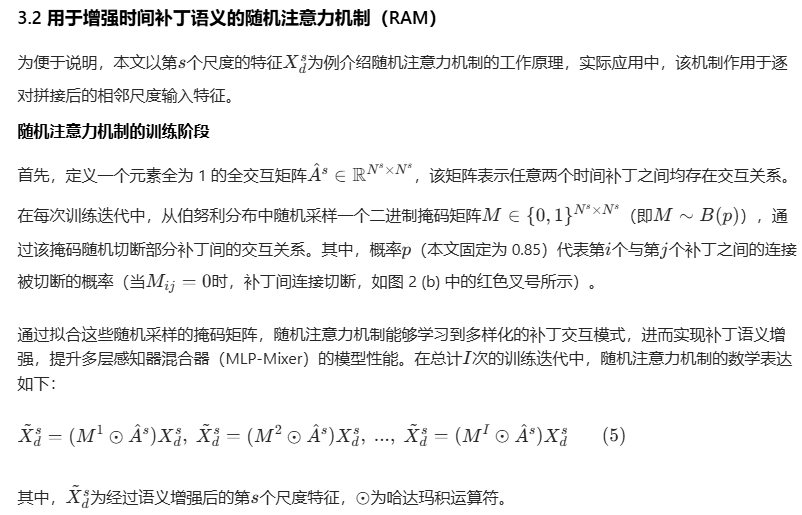 3.2 用于增强时间补丁语义的随机注意力机制（RAM）
为便于说明，本文以第$s$个尺度的特征$X_d^s$为例介绍随机注意力机制的工作原理，实际应用中，该机制作用于逐
对拼接后的相邻尺度输入特征。
随机注意力机制的训练阶段
首先，定义一个元素全为 1 的全交互矩阵$\hat{A}^s \in \mathbb{R}^{N^s \times N^s}$，该矩阵表示任意两个时间补丁之间均存在交互关系。
在每次训练迭代中，从伯努利分布中随机采样一个二进制掩码矩阵$M \in \{0,1\}^{N^s \times N^s}$（即$M \sim B(p)$），通
过该掩码随机切断部分补丁间的交互关系。其中，概率$p$（本文固定为 0.85）代表第$i$个与第$j$个补丁之间的连接
被切断的概率（当$M_{ij} = 0$时，补丁间连接切断，如图 2 (b) 中的红色叉号所示）。
通过拟合这些随机采样的掩码矩阵，随机注意力机制能够学习到多样化的补丁交互模式，进而实现补丁语义增
强，提升多层感知器混合器（MLP-Mixer）的模型性能。在总计$I$次的训练迭代中，随机注意力机制的数学表达
如下：
$\tilde{X}_d^s = (M^1 \odot \hat{A}^s)X_d^s, \tilde{X}_d^s = (M^2 \odot \hat{A}^s)X_d^s, ..., \tilde{X}_d^s = (M^I \odot \hat{A}^s)X_d^s \quad (5)$
其中，$\tilde{X}_d^s$为经过语义增强后的第$s$个尺度特征，$\odot$为哈达玛积运算符。